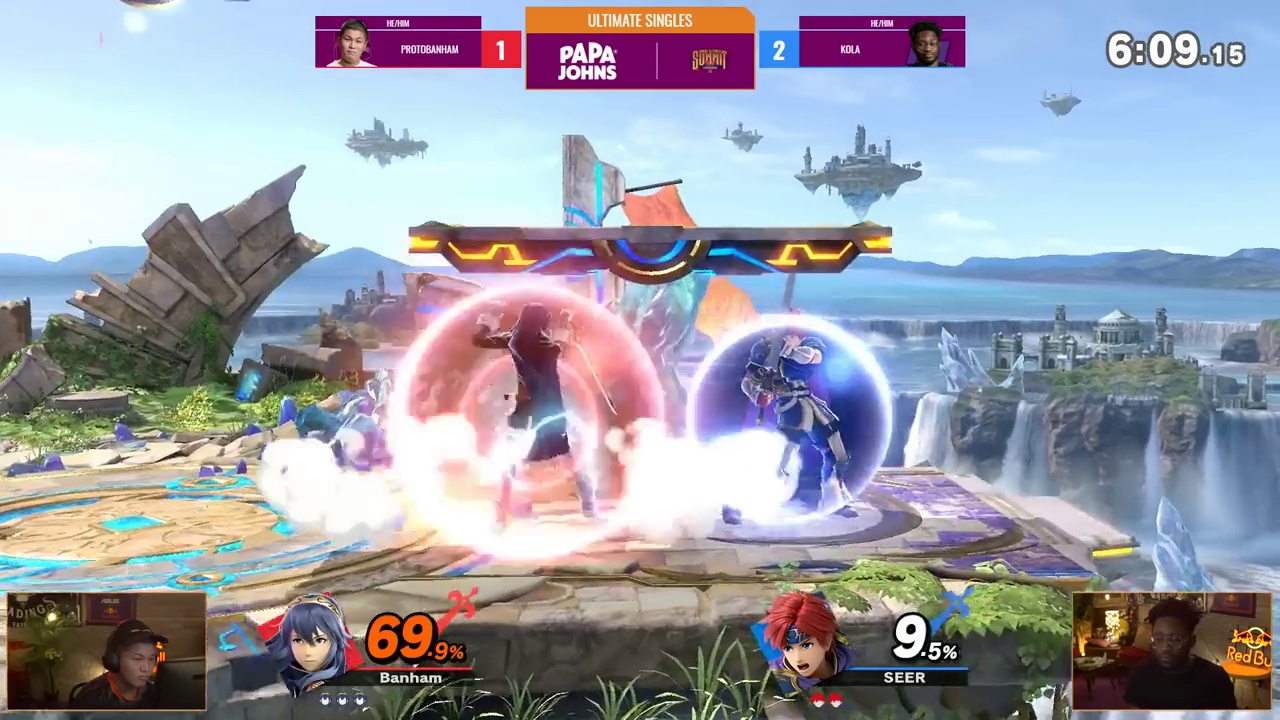 HE/HIM
PROTOBANHAM
1
ULTIMATE SINGLES
PAPA JOHNS
SUMMIT
2
HE/HIM
KOLA
6:09.15
69.9%
Banham
9.5%
SEER
Red Bu